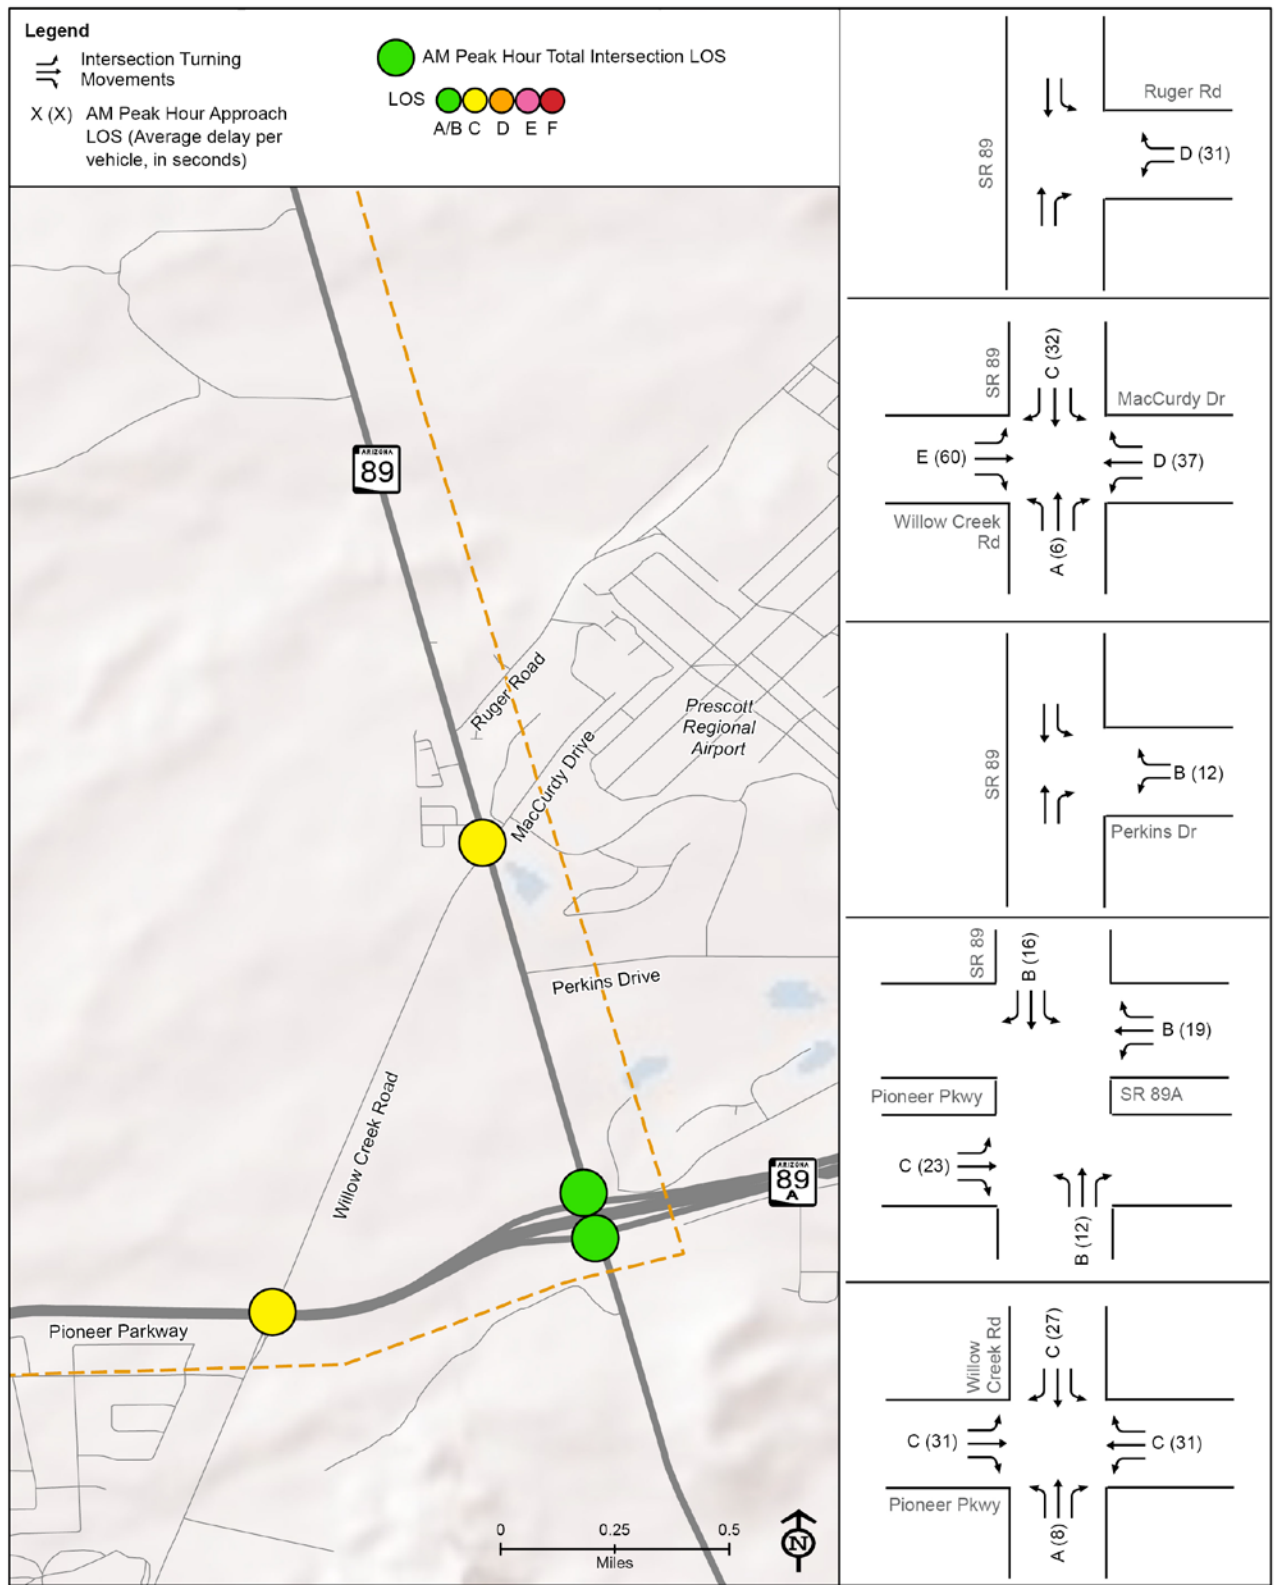 Legend
Intersection Turning
Movements
X (X) AM Peak Hour Approach
LOS (Average delay per
vehicle, in seconds)
AM Peak Hour Total Intersection LOS
LOS
A/B C D E F
ARIZONA
89
Ruger Road
MacCurdy Drive
Prescott
Regional
Airport
Perkins Drive
Willow Creek Road
ARIZONA
89
A
Pioneer Parkway
0 0.25 0.5
Miles
N
SR 89
Ruger Rd
D (31)
SR 89
C (32)
MacCurdy Dr
E (60)
D (37)
Willow Creek
Rd
A (6)
SR 89
B (12)
Perkins Dr
SR 89
B (16)
B (19)
Pioneer Pkwy
SR 89A
C (23)
B (12)
Willow
Creek Rd
C (27)
C (31)
C (31)
Pioneer Pkwy
A (8)